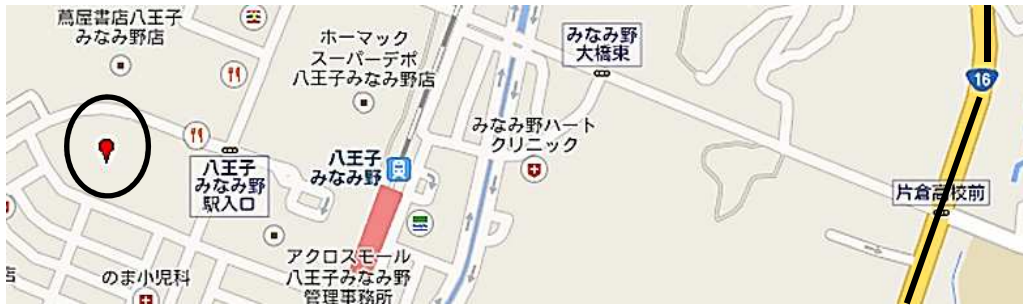 蔦屋書店八王子
みなみ野店
ホーマック
スーパーデポ
八王子みなみ野店
みなみ野
大橋東
16
みなみ野ハート
クリニック
八王子
みなみ野
駅入口
八王子
みなみ野
片倉高校前
アクロスモール
八王子みなみ野
管理事務所
のま小児科
店